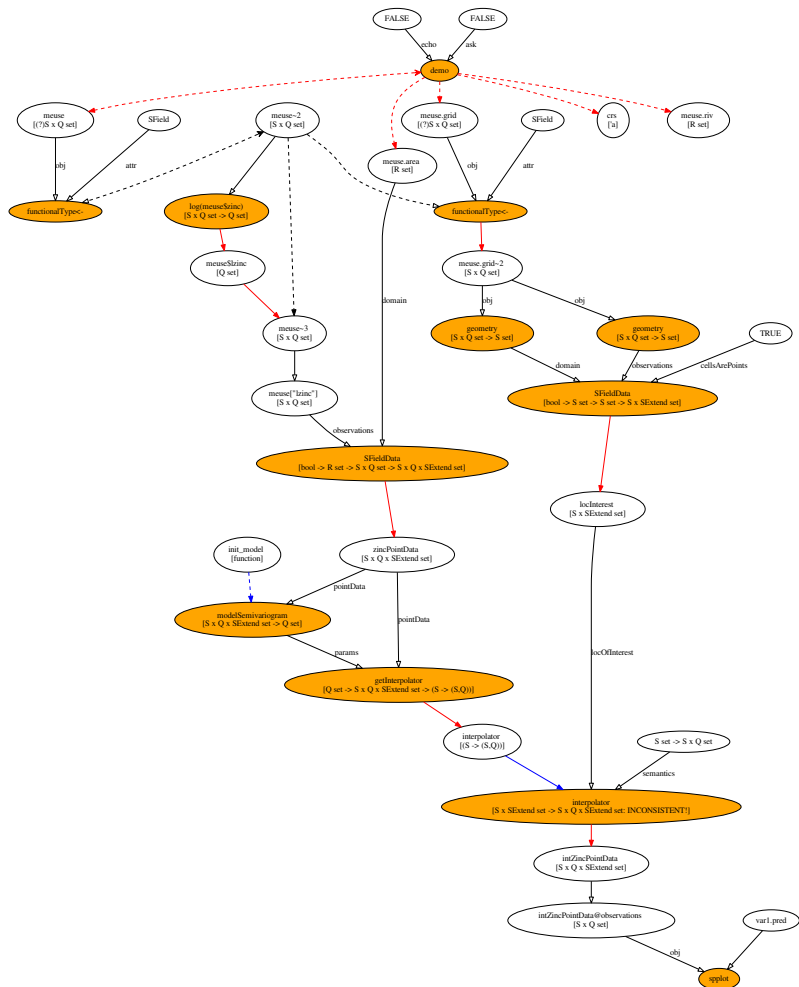 FALSE
FALSE
echo
ask
demo
meuse
[(?)S x Q set]
SField
meuse~2
[S x Q set]
meuse.grid
[(?)S x Q set]
SField
crs
['a]
meuse.riv
[R set]
obj
attr
meuse.area
[R set]
obj
attr
functionalType<-
log(meuse$zinc)
[S x Q set -> Q set]
functionalType<-
meuse$lzinc
[Q set]
meuse.grid~2
[S x Q set]
domain
obj
obj
meuse~3
[S x Q set]
geometry
[S x Q set -> S set]
geometry
[S x Q set -> S set]
TRUE
domain
observations
cellsArePoints
meuse["lzinc"]
[S x Q set]
SFieldData
[bool -> S set -> S set -> S x SExtend set]
observations
SFieldData
[bool -> R set -> S x Q set -> S x Q x SExtend set]
locInterest
[S x SExtend set]
init_model
[function]
zincPointData
[S x Q x SExtend set]
pointData
modelSemivariogram
[S x Q x SExtend set -> Q set]
pointData
params
locOfInterest
getInterpolator
[Q set -> S x Q x SExtend set -> (S -> (S,Q))]
interpolator
[(S -> (S,Q))]
S set -> S x Q set
semantics
interpolator
[S x SExtend set -> S x Q x SExtend set: INCONSISTENT!]
intZincPointData
[S x Q x SExtend set]
intZincPointData@observations
[S x Q set]
var1.pred
obj
spplot